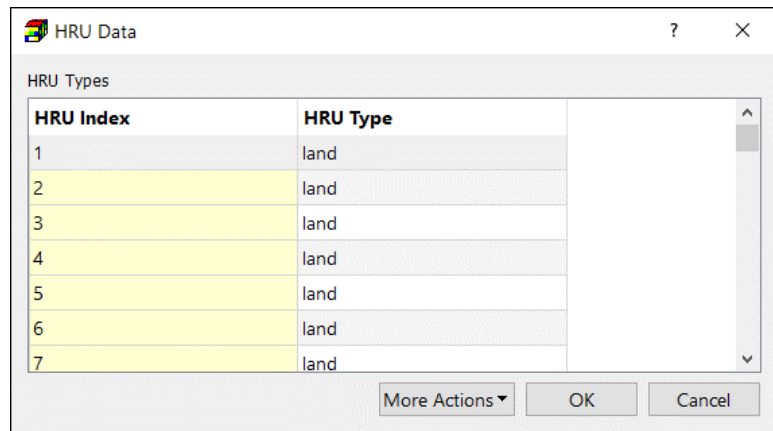 HRU Data ?
HRU Types
HRU Index HRU Type
1 land
2 land
3 land
4 land
5 land
6 land
7 land
More Actions OK Cancel